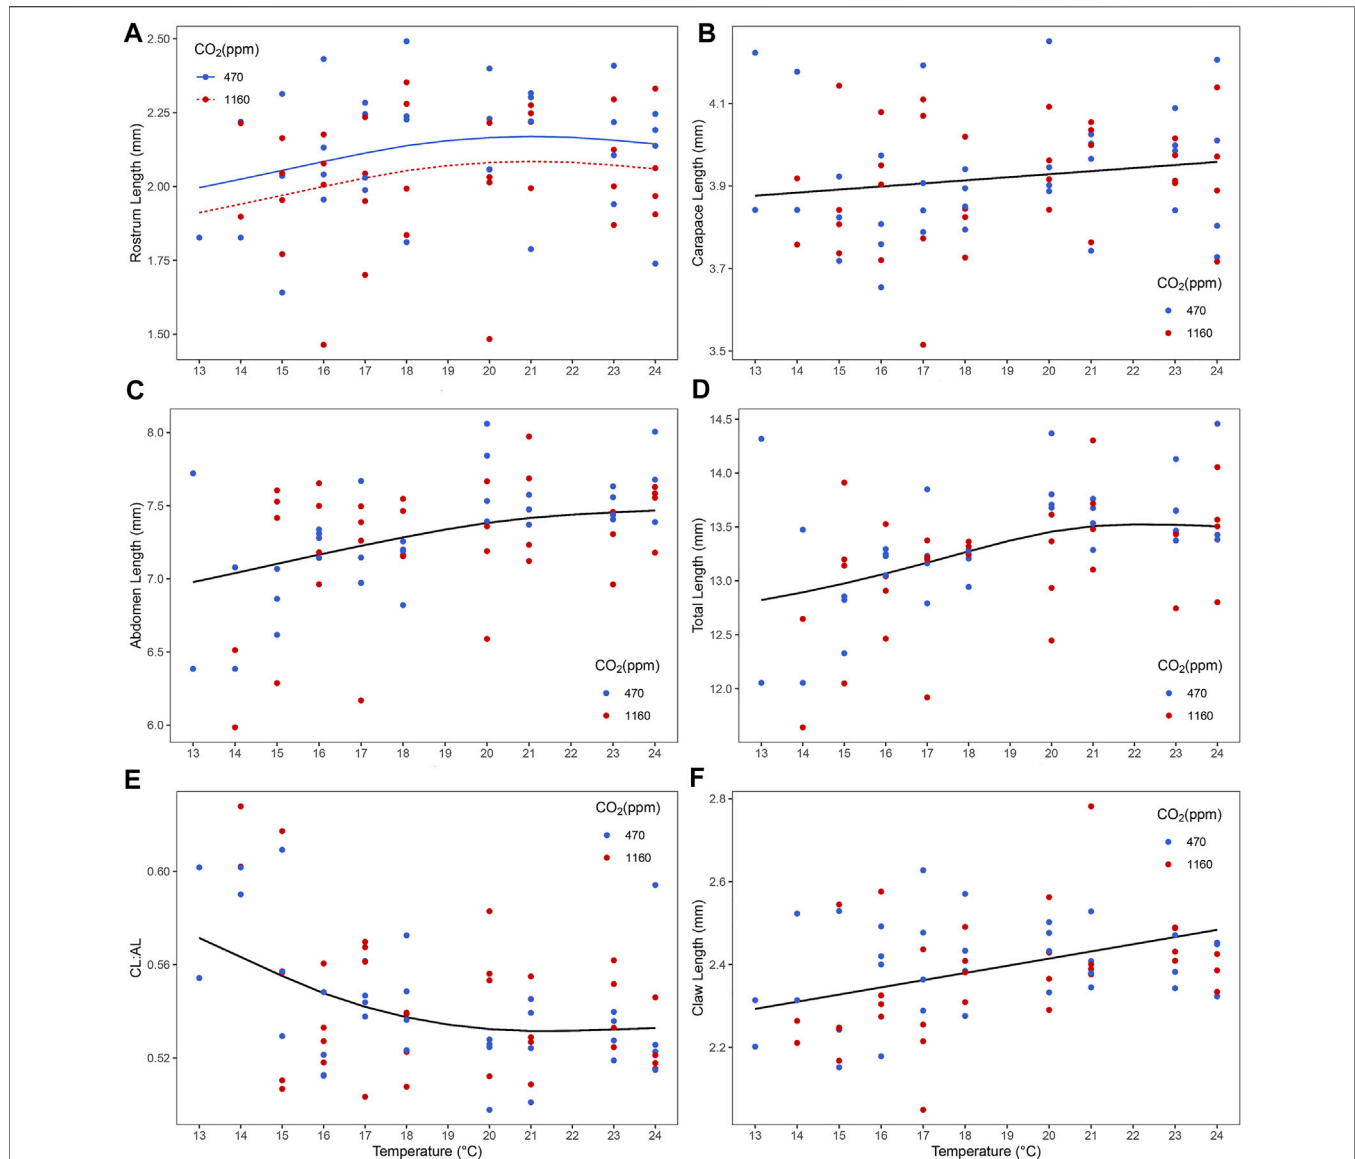 A
CO2(ppm)
470
1160
2.50
2.25
2.00
1.75
1.50
Rostrum Length (mm)
13 14 15 16 17 18 19 20 21 22 23 24
B
4.1
3.9
3.7
3.5
Carapace Length (mm)
CO2(ppm)
470
1160
13 14 15 16 17 18 19 20 21 22 23 24
C
8.0
7.5
7.0
6.5
6.0
Abdomen Length (mm)
CO2(ppm)
470
1160
13 14 15 16 17 18 19 20 21 22 23 24
D
14.5
14.0
13.5
13.0
12.5
12.0
Total Length (mm)
CO2(ppm)
470
1160
13 14 15 16 17 18 19 20 21 22 23 24
E
CO2(ppm)
470
1160
0.60
0.56
0.52
CL:AL
13 14 15 16 17 18 19 20 21 22 23 24
Temperature (°C)
F
2.8
2.6
2.4
2.2
Claw Length (mm)
CO2(ppm)
470
1160
13 14 15 16 17 18 19 20 21 22 23 24
Temperature (°C)